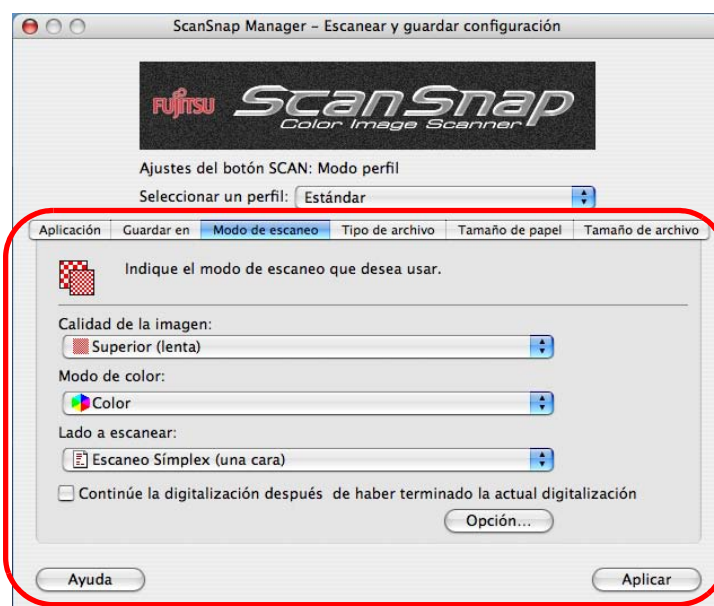 ScanSnap Manager – Escanear y guardar configuración
FUJITSU ScanSnap
Color Image Scanner
Ajustes del botón SCAN: Modo perfil
Seleccionar un perfil: Estándar
Aplicación Guardar en Modo de escaneo Tipo de archivo Tamaño de papel Tamaño de archivo
Indique el modo de escaneo que desea usar.
Calidad de la imagen:
Superior (lenta)
Modo de color:
Color
Lado a escanear:
Escaneo Símplex (una cara)
Continúe la digitalización después de haber terminado la actual digitalización
Opción...
Ayuda Aplicar